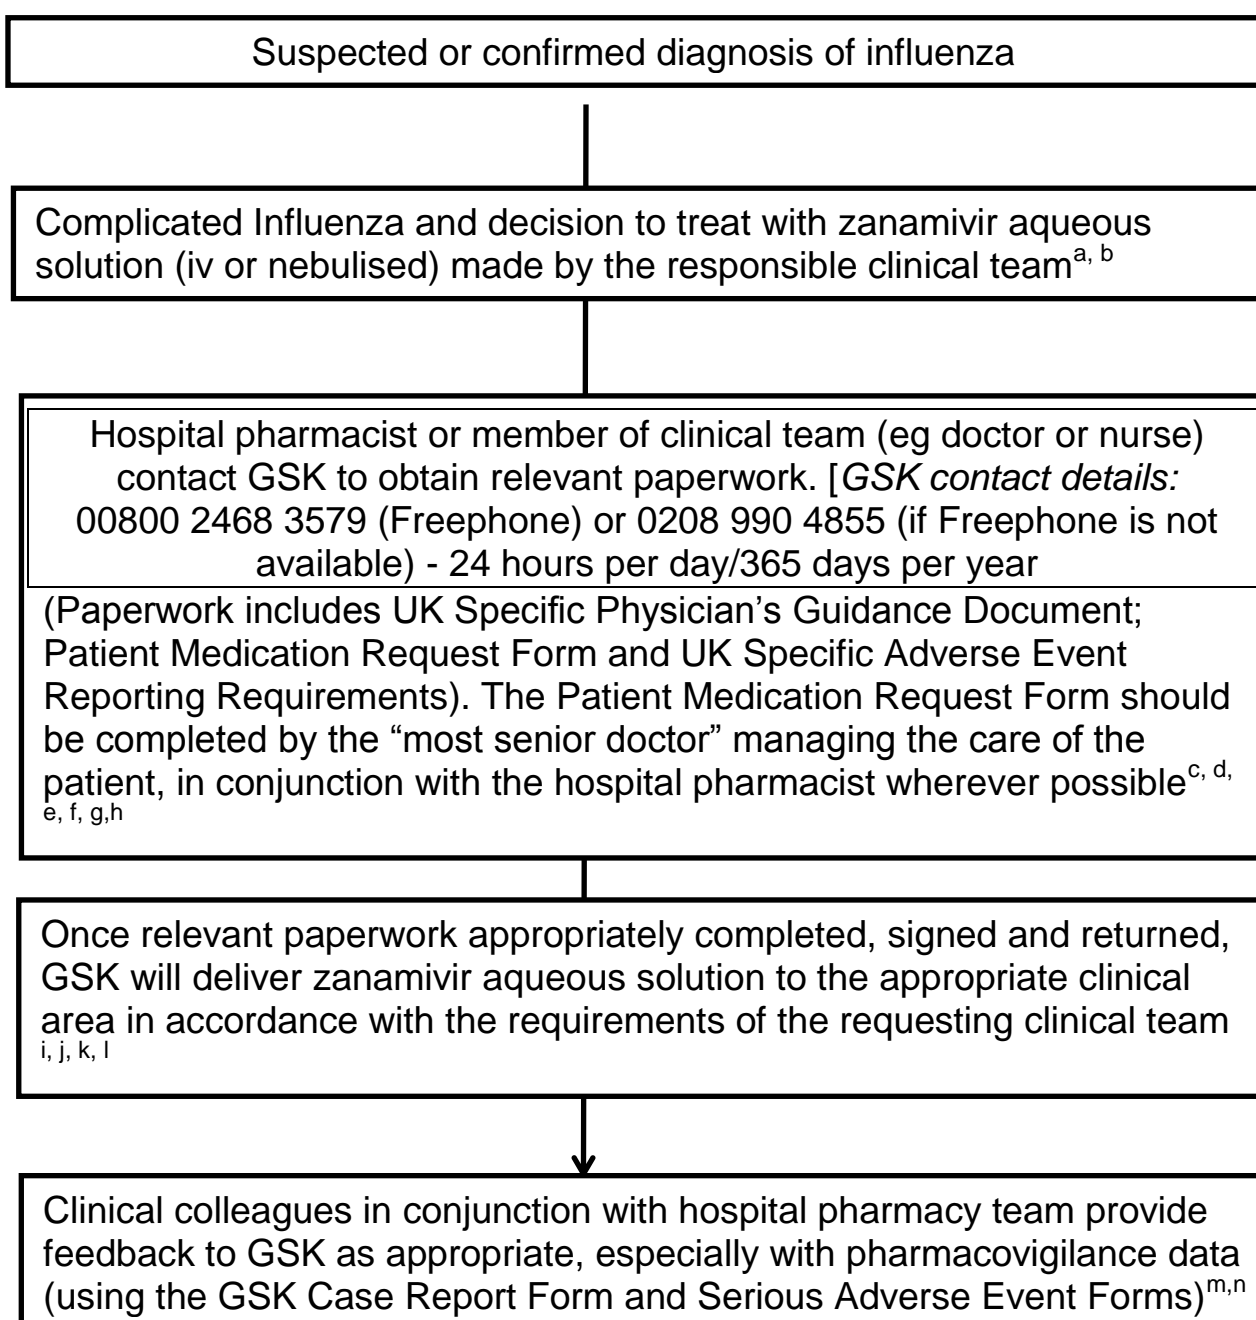 Suspected or confirmed diagnosis of influenza
Complicated Influenza and decision to treat with zanamivir aqueous
solution (iv or nebulised) made by the responsible clinical team^a, b
Hospital pharmacist or member of clinical team (eg doctor or nurse)
contact GSK to obtain relevant paperwork. [GSK contact details:
00800 2468 3579 (Freephone) or 0208 990 4855 (if Freephone is not
available) - 24 hours per day/365 days per year
(Paperwork includes UK Specific Physician’s Guidance Document;
Patient Medication Request Form and UK Specific Adverse Event
Reporting Requirements). The Patient Medication Request Form should
be completed by the “most senior doctor” managing the care of the
patient, in conjunction with the hospital pharmacist wherever possible^c, d,
e, f, g,h
Once relevant paperwork appropriately completed, signed and returned,
GSK will deliver zanamivir aqueous solution to the appropriate clinical
area in accordance with the requirements of the requesting clinical team
i, j, k, l
Clinical colleagues in conjunction with hospital pharmacy team provide
feedback to GSK as appropriate, especially with pharmacovigilance data
(using the GSK Case Report Form and Serious Adverse Event Forms)^m,n